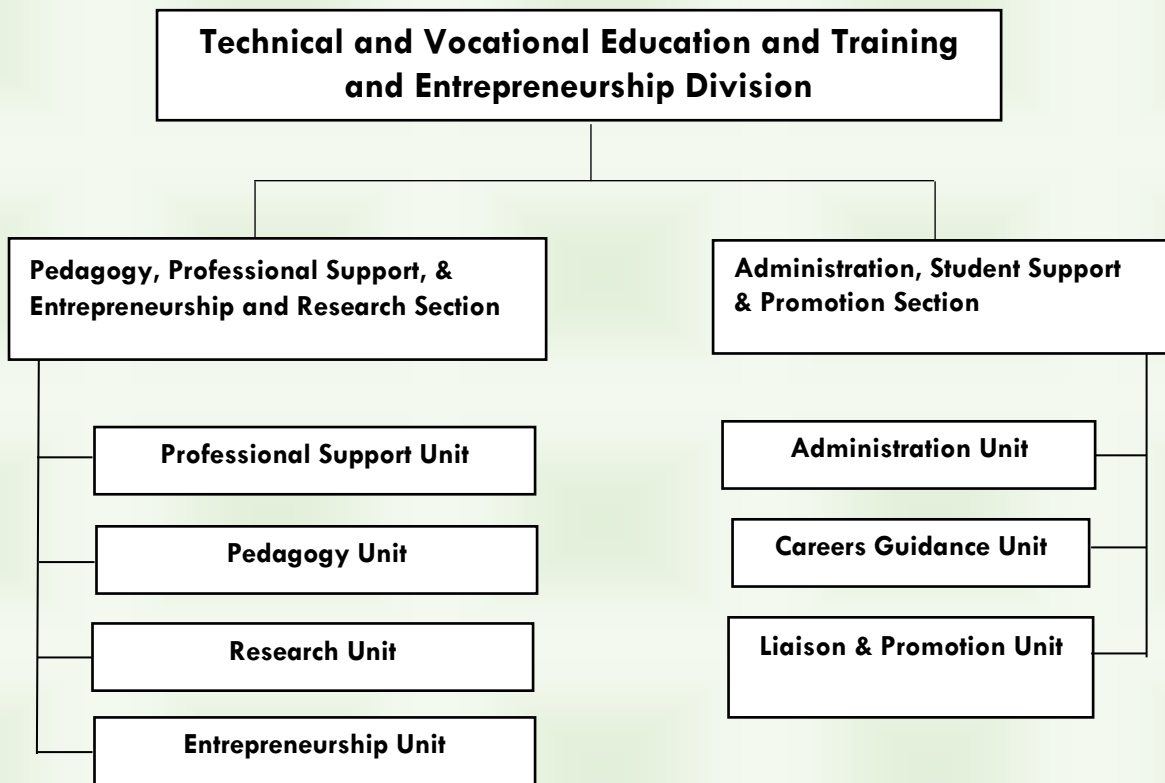 Technical and Vocational Education and Training
and Entrepreneurship Division
Pedagogy, Professional Support, &
Entrepreneurship and Research Section
Professional Support Unit
Pedagogy Unit
Research Unit
Entrepreneurship Unit
Administration, Student Support
& Promotion Section
Administration Unit
Careers Guidance Unit
Liaison & Promotion Unit